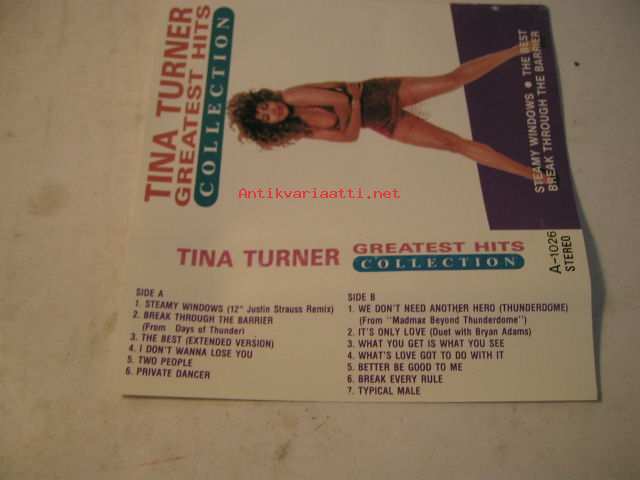 TINA TURNER
GREATEST HITS
COLLECTION
STEAMY WINDOWS ● THE BEST
BREAK THROUGH THE BARRIER
Antikvariaatti.net
TINA TURNER GREATEST HITS
COLLECTION
A-1026
STEREO
SIDE A
1. STEAMY WINDOWS (12" Justin Strauss Remix)
2. BREAK THROUGH THE BARRIER
(From Days of Thunder)
3. THE BEST (EXTENDED VERSION)
4. I DON'T WANNA LOSE YOU
5. TWO PEOPLE
6. PRIVATE DANCER
SIDE B
1. WE DON'T NEED ANOTHER HERO (THUNDERDOME)
(From "Madmax Beyond Thunderdome")
2. IT'S ONLY LOVE (Duet with Bryan Adams)
3. WHAT YOU GET IS WHAT YOU SEE
4. WHAT'S LOVE GOT TO DO WITH IT
5. BETTER BE GOOD TO ME
6. BREAK EVERY RULE
7. TYPICAL MALE